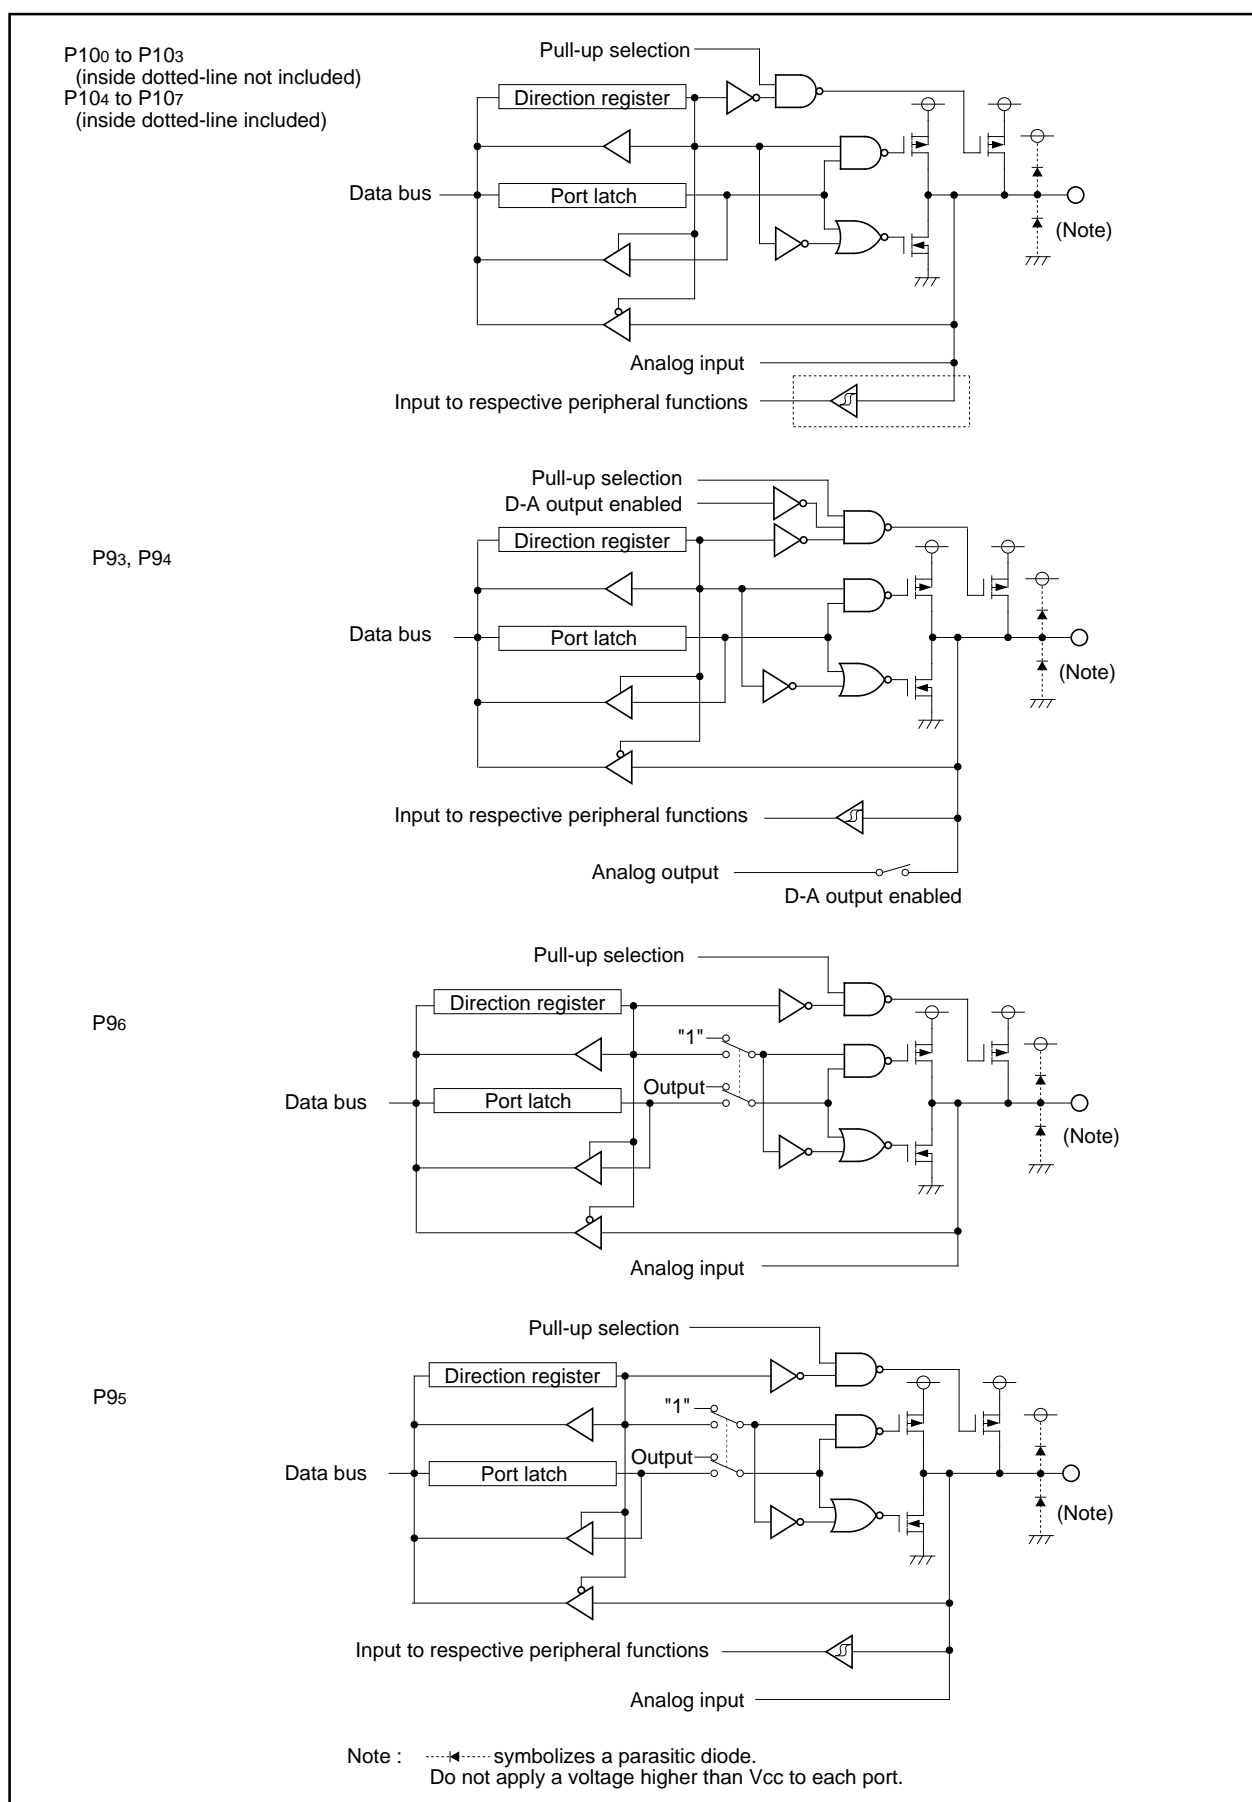 P100 to P103
(inside dotted-line not included)
P104 to P107
(inside dotted-line included)
Pull-up selection
Direction register
Data bus
Port latch
(Note)
Analog input
Input to respective peripheral functions
P93, P94
Pull-up selection
D-A output enabled
Direction register
Data bus
Port latch
(Note)
Input to respective peripheral functions
Analog output
D-A output enabled
P96
Pull-up selection
Direction register
"1"
Output
Data bus
Port latch
(Note)
Analog input
P95
Pull-up selection
Direction register
"1"
Output
Data bus
Port latch
(Note)
Input to respective peripheral functions
Analog input
Note : symbolizes a parasitic diode.
Do not apply a voltage higher than Vcc to each port.